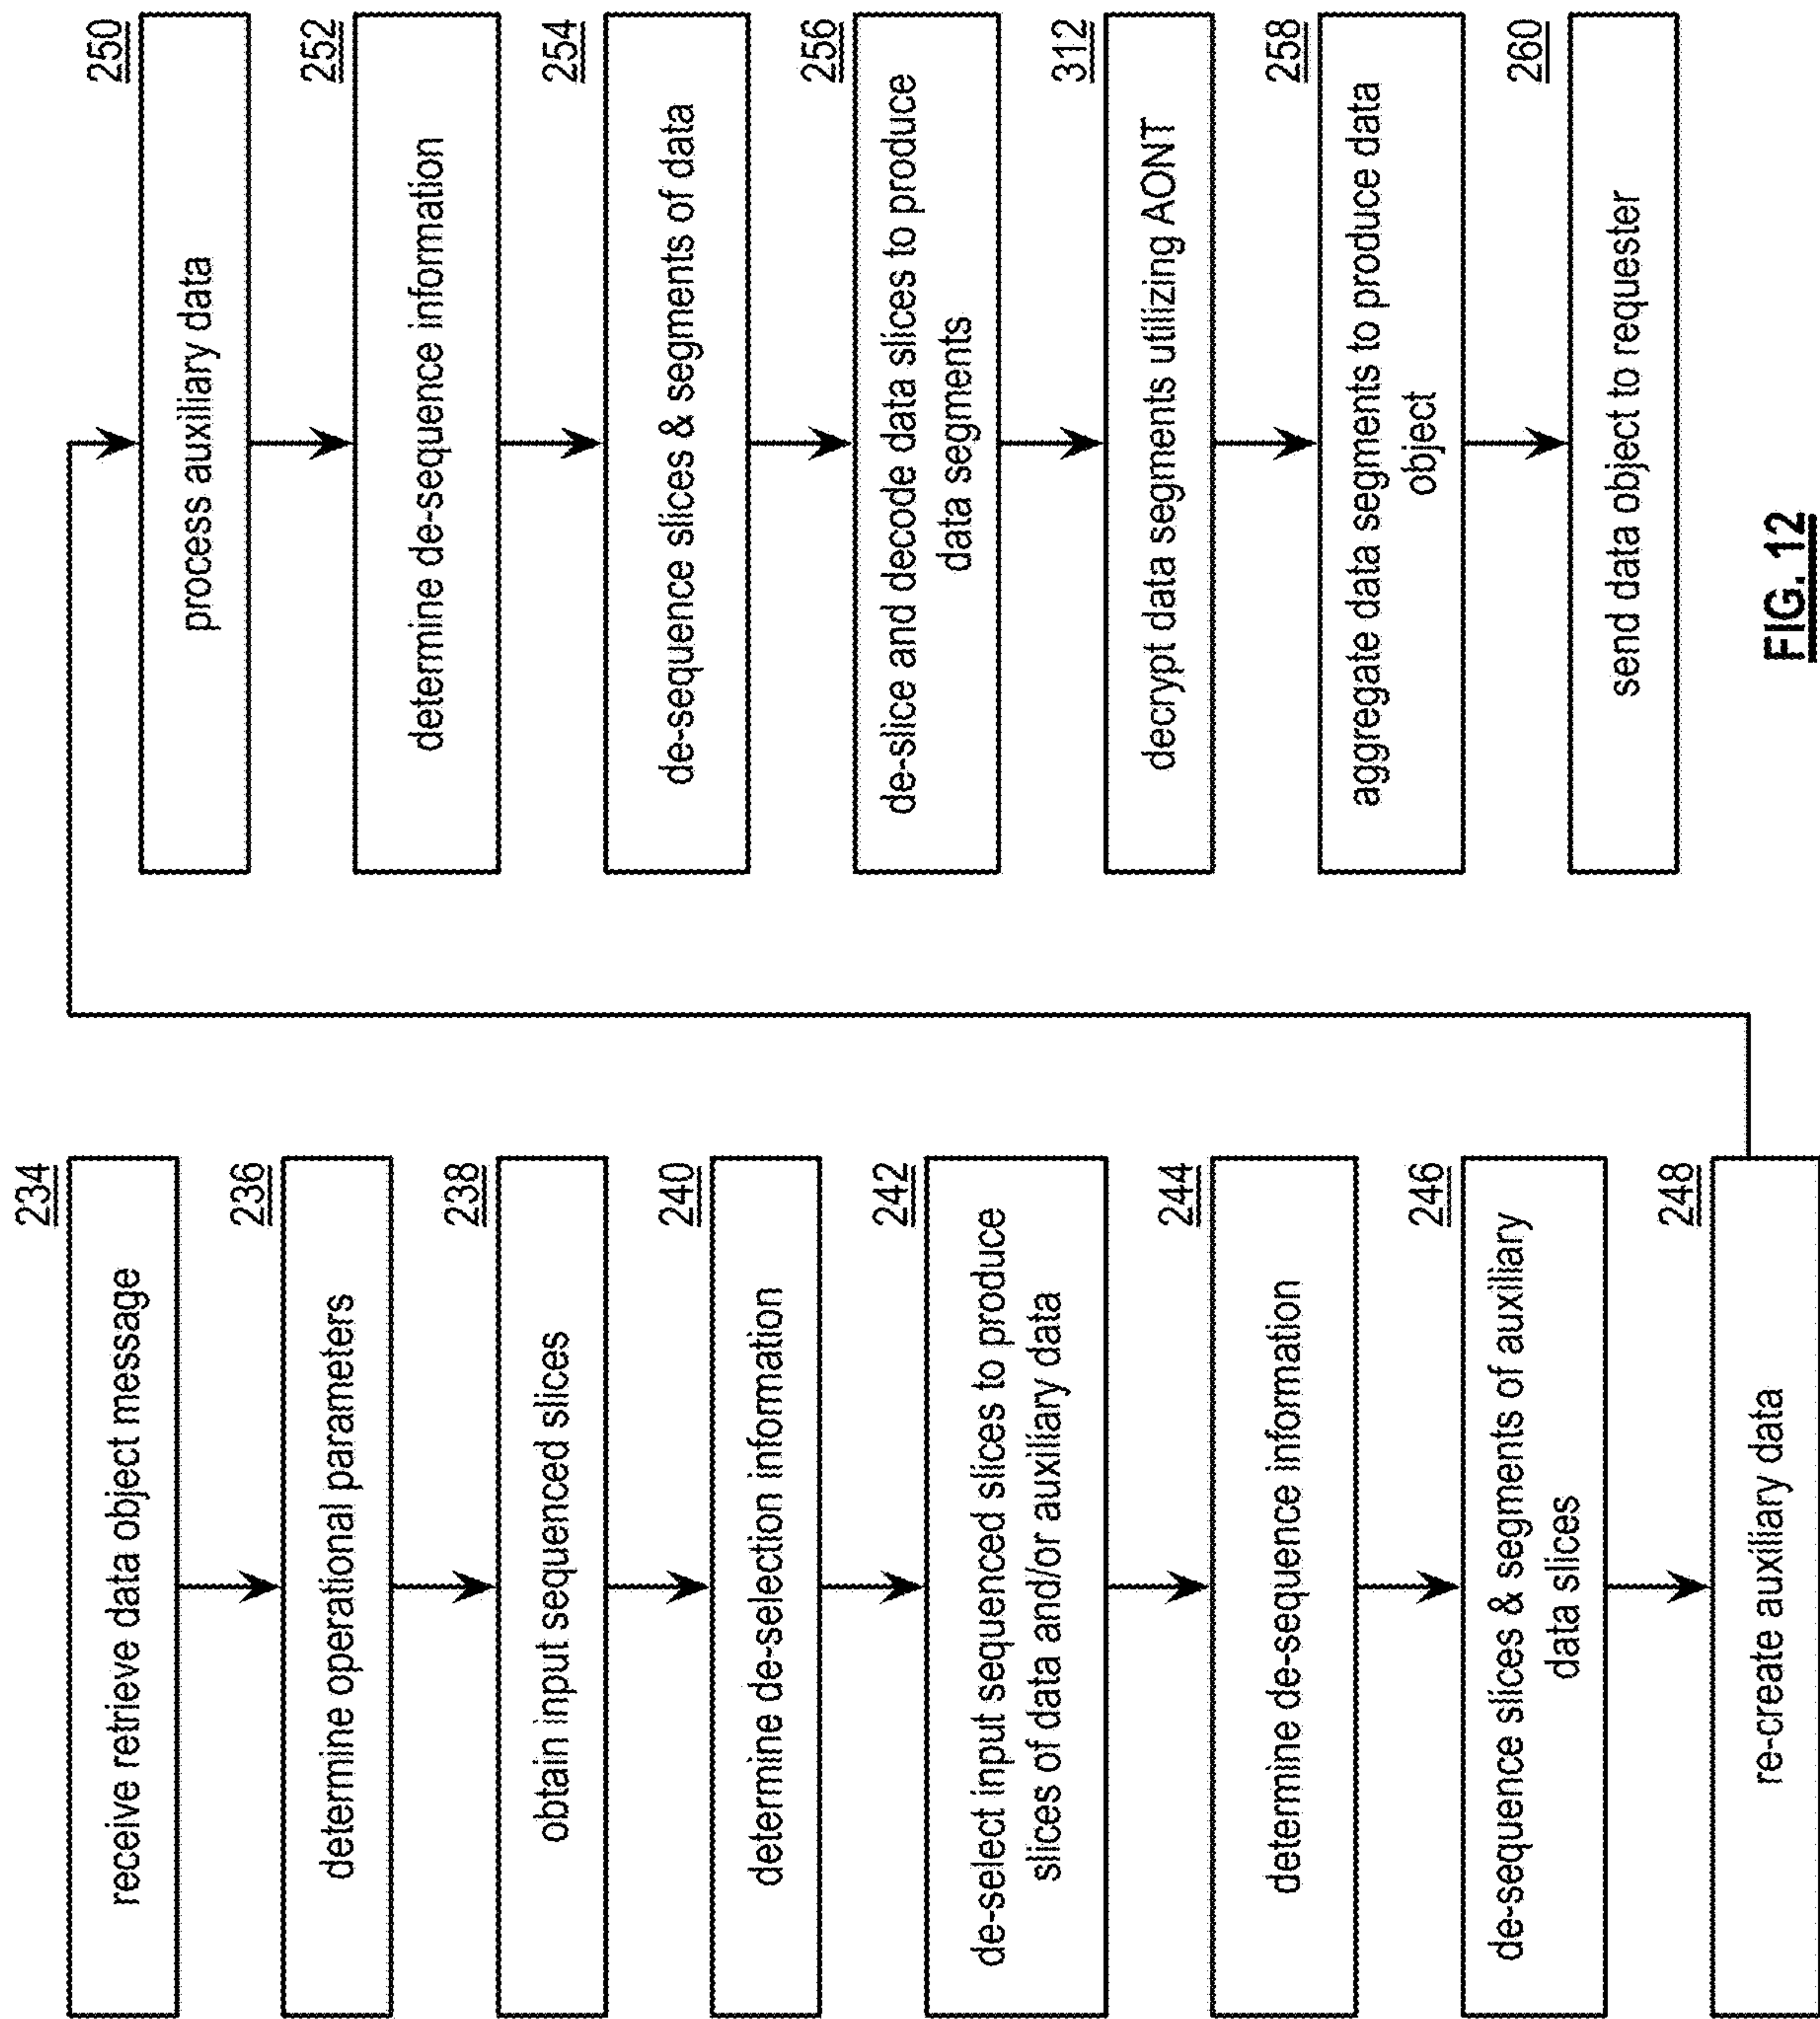 234
receive retrieve data object message
236
determine operational parameters
238
obtain input sequenced slices
240
determine de-selection information
242
de-select input sequenced slices to produce
slices of data and/or auxiliary data
244
determine de-sequence information
246
de-sequence slices & segments of auxiliary
data slices
248
re-create auxiliary data
250
process auxiliary data
252
determine de-sequence information
254
de-sequence slices & segments of data
256
de-slice and decode data slices to produce
data segments
312
decrypt data segments utilizing AONT
258
aggregate data segments to produce data
object
260
send data object to requester
FIG. 12